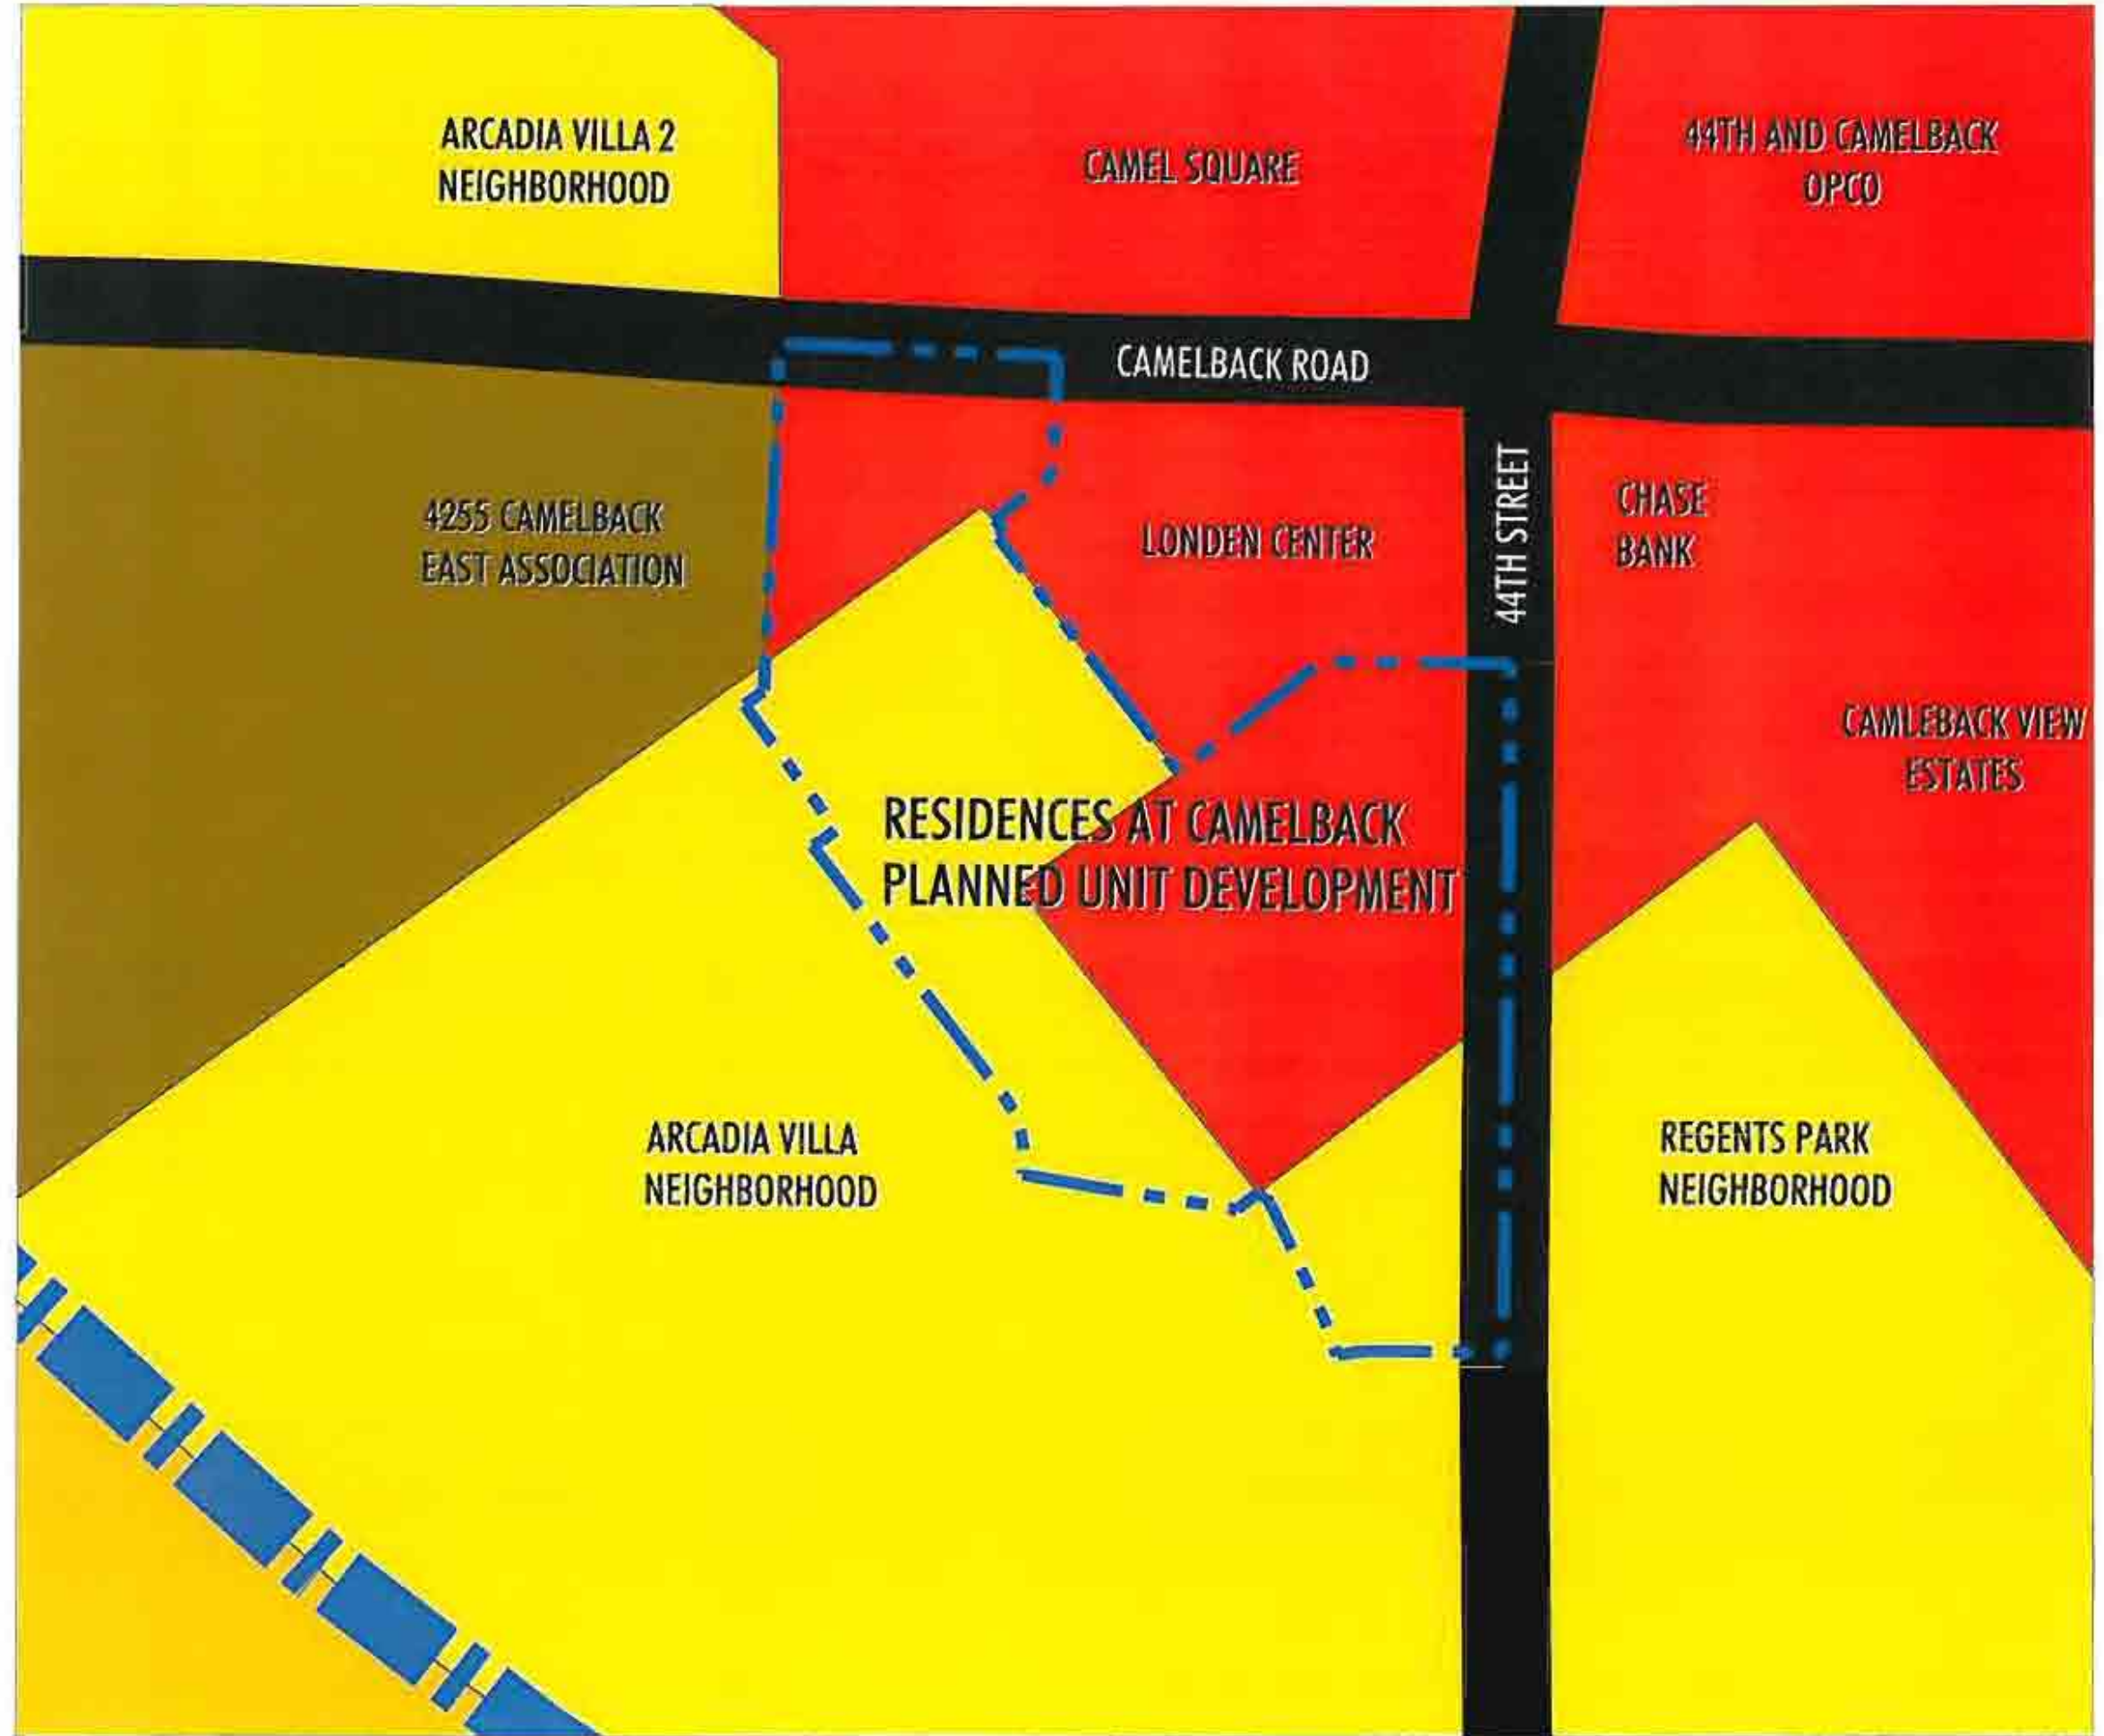 ARCADIA VILLA 2
NEIGHBORHOOD
CAMEL SQUARE
44TH AND CAMELBACK
OPCO
CAMELBACK ROAD
4255 CAMELBACK
EAST ASSOCIATION
LONDEN CENTER
44TH STREET
CHASE
BANK
CAMLEBACK VIEW
ESTATES
RESIDENCES AT CAMELBACK
PLANNED UNIT DEVELOPMENT
ARCADIA VILLA
NEIGHBORHOOD
REGENTS PARK
NEIGHBORHOOD